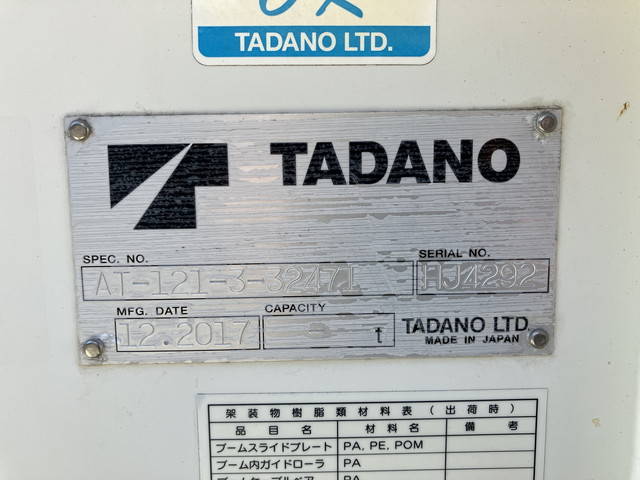 OK
TADANO LTD.
TADANO
SPEC. NO.
SERIAL NO.
AT-121-3-32471
HJ4292
MFG. DATE
CAPACITY
12.2017
t
TADANO LTD.
MADE IN JAPAN
架装物樹脂類材料表(出荷時)
品目名 材料名 備考
ブームスライドプレート PA, PE, POM
ブーム内ガイドローラ PA